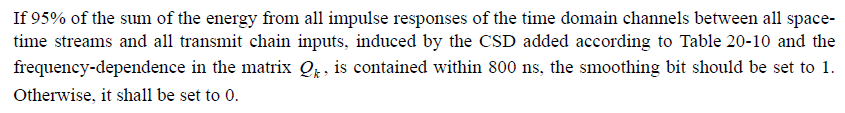 If 95% of the sum of the energy from all impulse responses of the time domain channels between all space-
time streams and all transmit chain inputs, induced by the CSD added according to Table 20-10 and the
frequency-dependence in the matrix Qk, is contained within 800 ns, the smoothing bit should be set to 1.
Otherwise, it shall be set to 0.